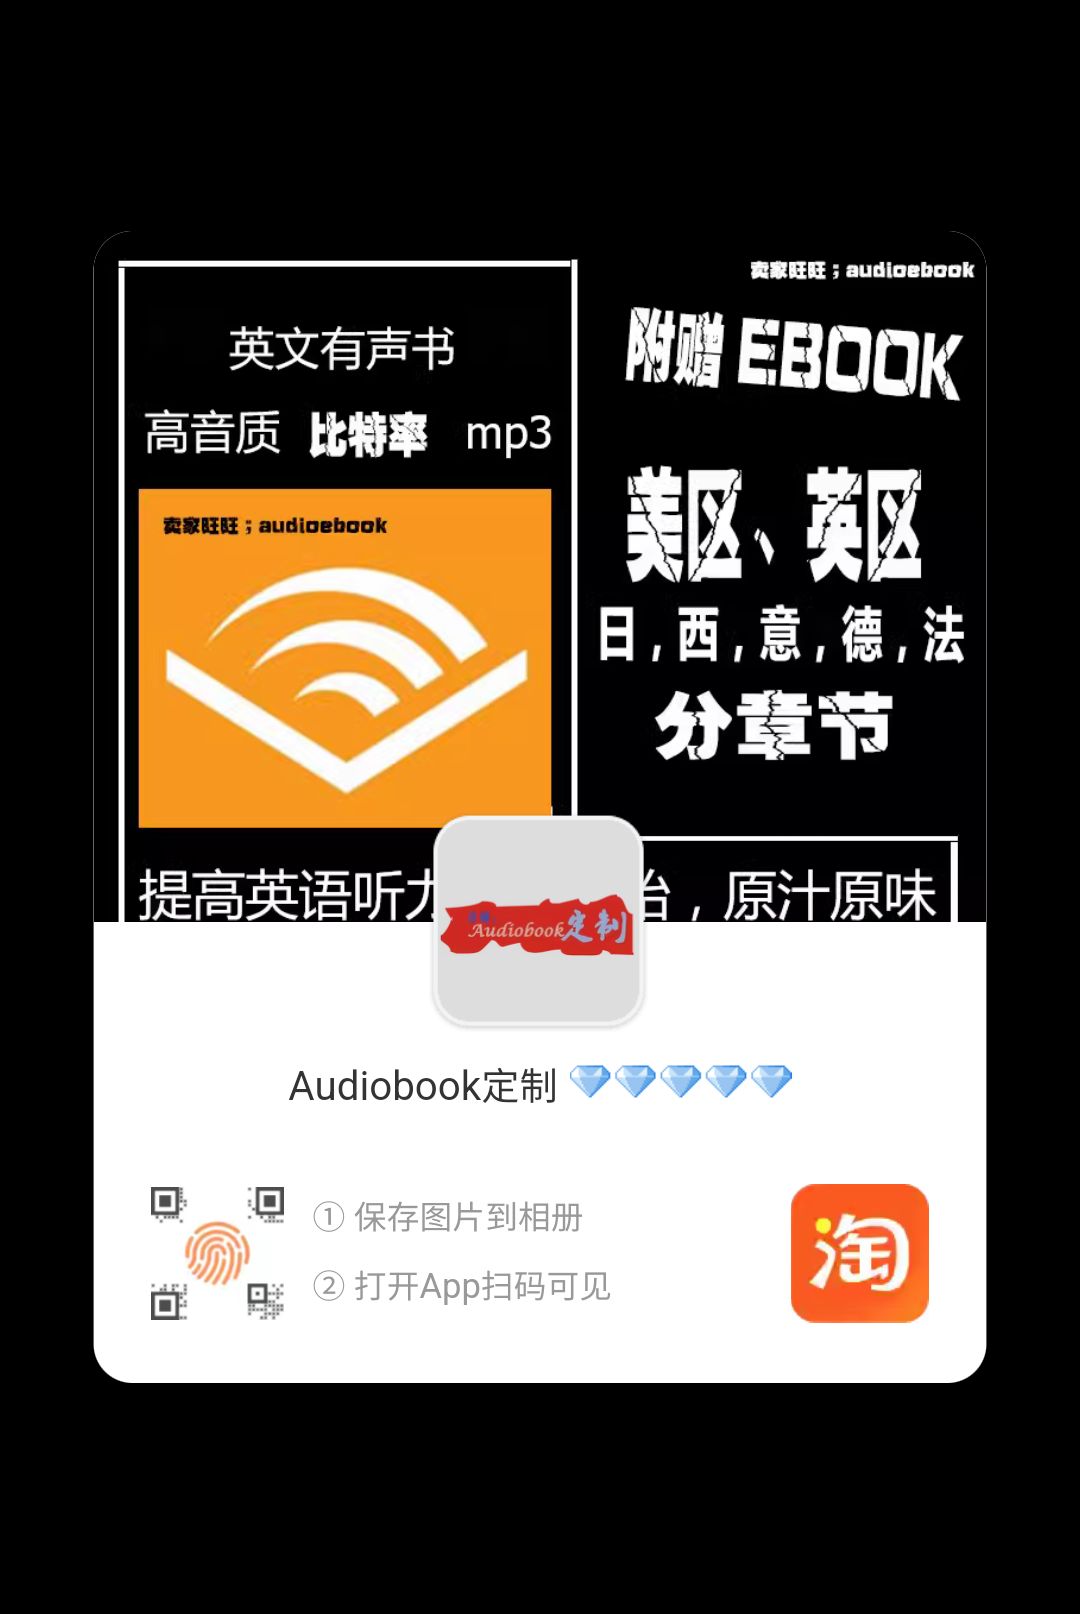 卖家旺旺；audioebook
英文有声书
高音质 比特率 mp3
卖家旺旺；audioebook
附赠 EBOOK
美区、英区
日，西，意，德，法
分章节
提高英语听力
，原汁原味
Audiobook定制
Audiobook定制
① 保存图片到相册
② 打开App扫码可见
淘